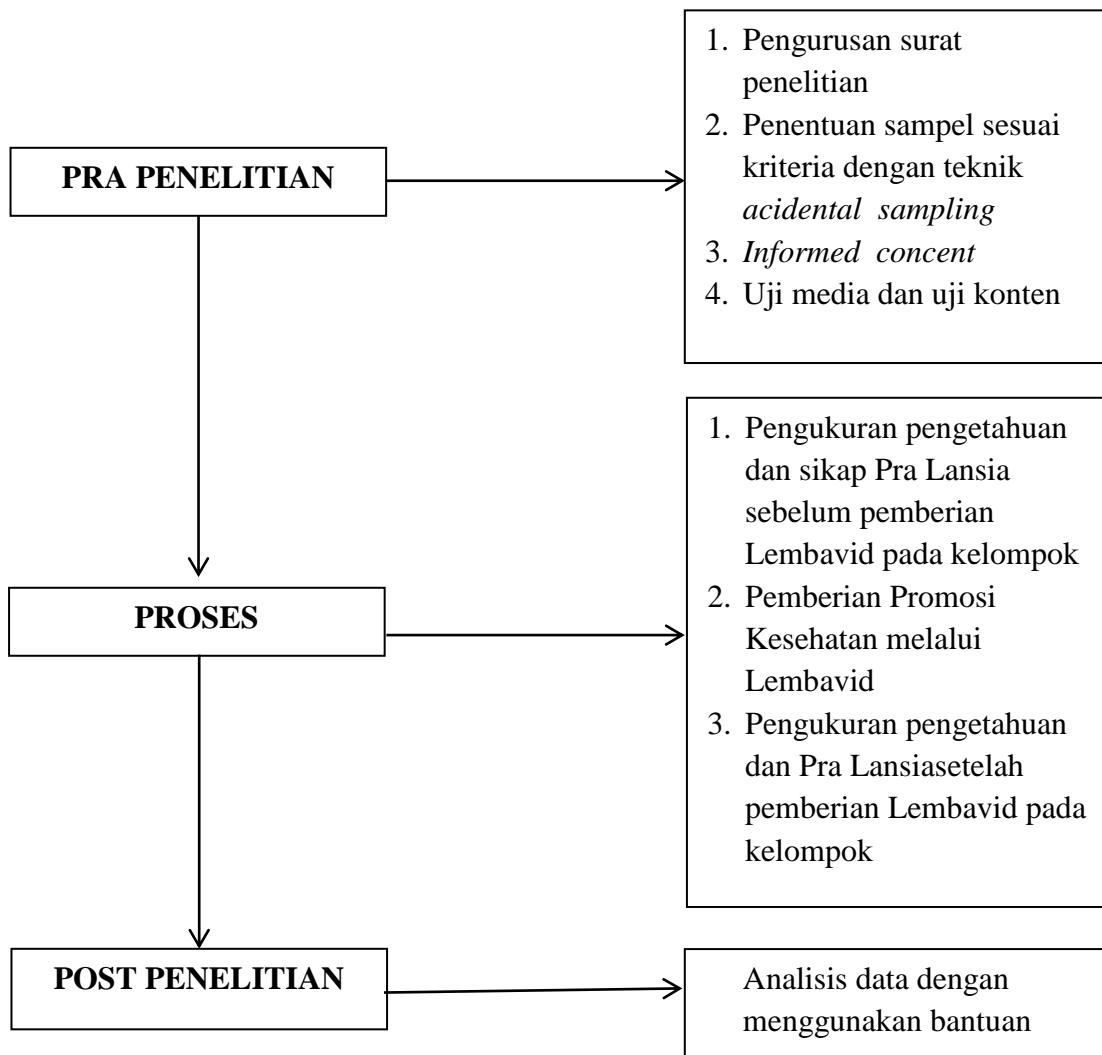 PRA PENELITIAN
1. Pengurusan surat
penelitian
2. Penentuan sampel sesuai
kriteria dengan teknik
acidental sampling
3. Informed concent
4. Uji media dan uji konten
PROSES
1. Pengukuran pengetahuan
dan sikap Pra Lansia
sebelum pemberian
Lembavid pada kelompok
2. Pemberian Promosi
Kesehatan melalui
Lembavid
3. Pengukuran pengetahuan
dan Pra Lansiasetelah
pemberian Lembavid pada
kelompok
POST PENELITIAN
Analisis data dengan
menggunakan bantuan